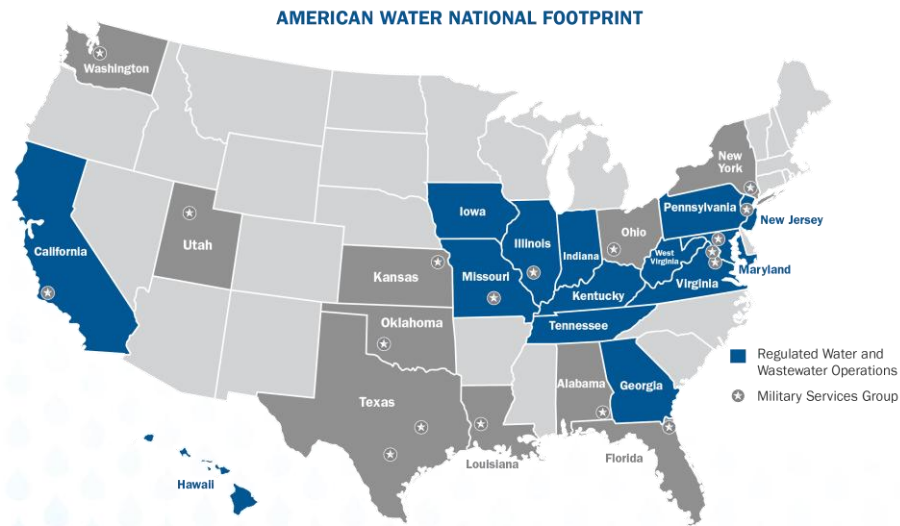 AMERICAN WATER NATIONAL FOOTPRINT
Washington
New
York
Pennsylvania
New Jersey
Iowa
Illinois
Indiana
Ohio
West
Virginia
Maryland
Virginia
California
Utah
Kansas
Missouri
Kentucky
Oklahoma
Tennessee
Texas
Alabama
Georgia
Louisiana
Florida
Hawaii
Regulated Water and
Wastewater Operations
Military Services Group